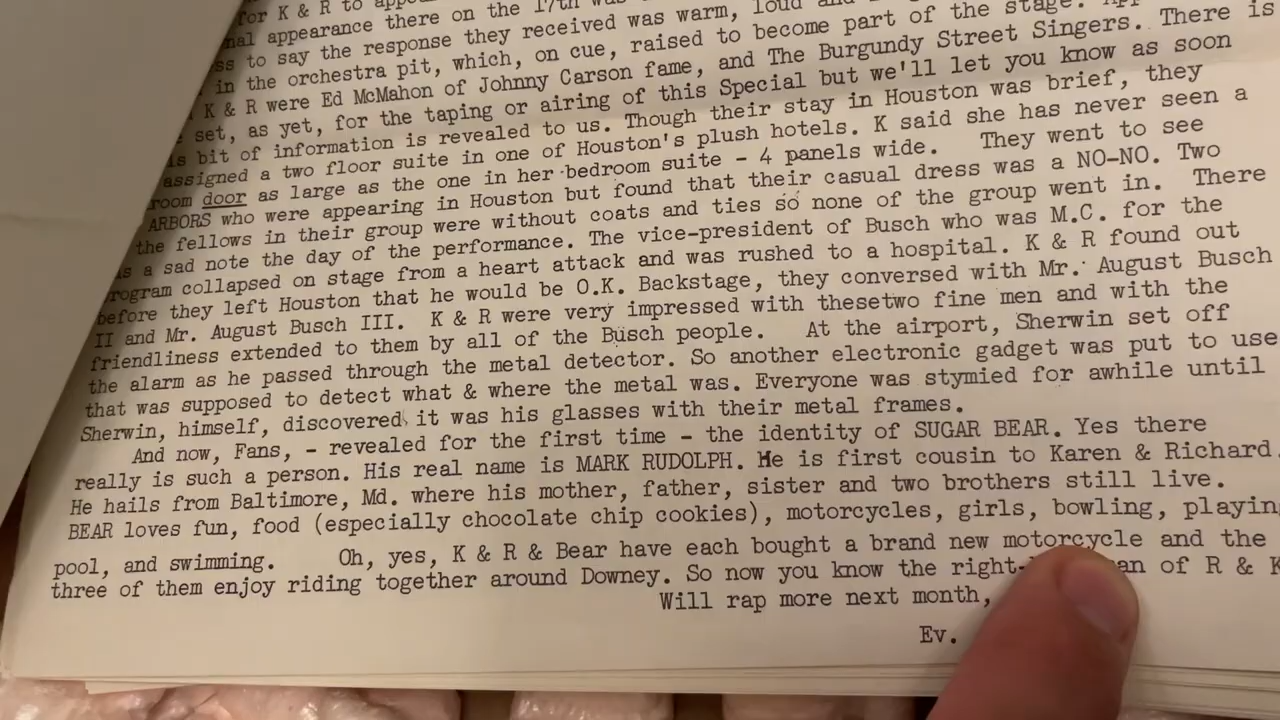 for K & R to
nal appearance there on the 17th was
ss to say the response they received was warm, loud and
in the orchestra pit, which, on cue, raised to become part of the stage.
K & R were Ed McMahon of Johnny Carson fame, and The Burgundy Street Singers. There is
set, as yet, for the taping or airing of this Special but we'll let you know as soon
is bit of information is revealed to us. Though their stay in Houston was brief, they
assigned a two floor suite in one of Houston's plush hotels. K said she has never seen a
room door as large as the one in her bedroom suite - 4 panels wide. They went to see
ARBORS who were appearing in Houston but found that their casual dress was a NO-NO. Two
the fellows in their group were without coats and ties so none of the group went in. There
s a sad note the day of the performance. The vice-president of Busch who was M.C. for the
rogram collapsed on stage from a heart attack and was rushed to a hospital. K & R found out
before they left Houston that he would be O.K. Backstage, they conversed with Mr. August Busch
II and Mr. August Busch III. K & R were very impressed with thesetwo fine men and with the
friendliness extended to them by all of the Busch people. At the airport, Sherwin set off
the alarm as he passed through the metal detector. So another electronic gadget was put to use
that was supposed to detect what & where the metal was. Everyone was stymied for awhile until
Sherwin, himself, discovered it was his glasses with their metal frames.
And now, Fans, - revealed for the first time - the identity of SUGAR BEAR. Yes there
really is such a person. His real name is MARK RUDOLPH. He is first cousin to Karen & Richard.
He hails from Baltimore, Md. where his mother, father, sister and two brothers still live.
BEAR loves fun, food (especially chocolate chip cookies), motorcycles, girls, bowling, playin
pool, and swimming. Oh, yes, K & R & Bear have each bought a brand new motorcycle and the
three of them enjoy riding together around Downey. So now you know the right- an of R & K
Will rap more next month,
Ev.